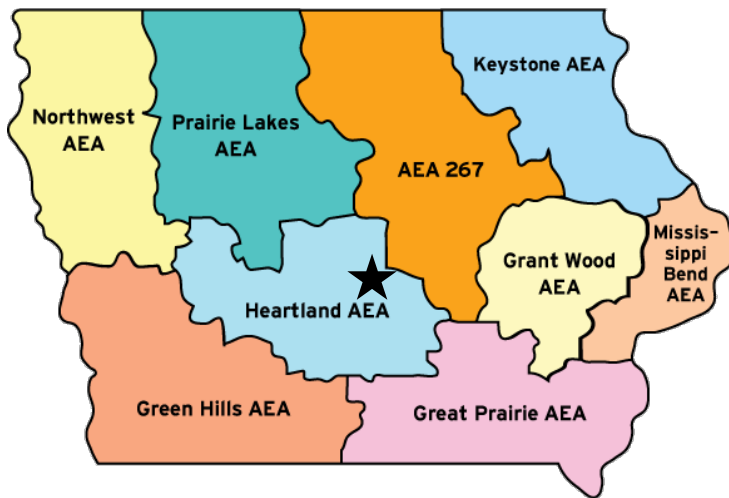 Keystone AEA
Northwest
AEA
Prairie Lakes
AEA
AEA 267
Missis-
sippi
Bend
AEA
Grant Wood
AEA
Heartland AEA
Green Hills AEA
Great Prairie AEA